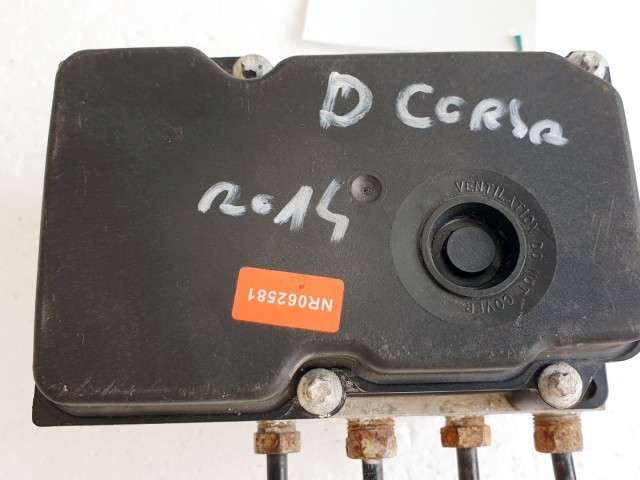 D CORSA
2014
VENTILATION DO NOT COVER
NR062581